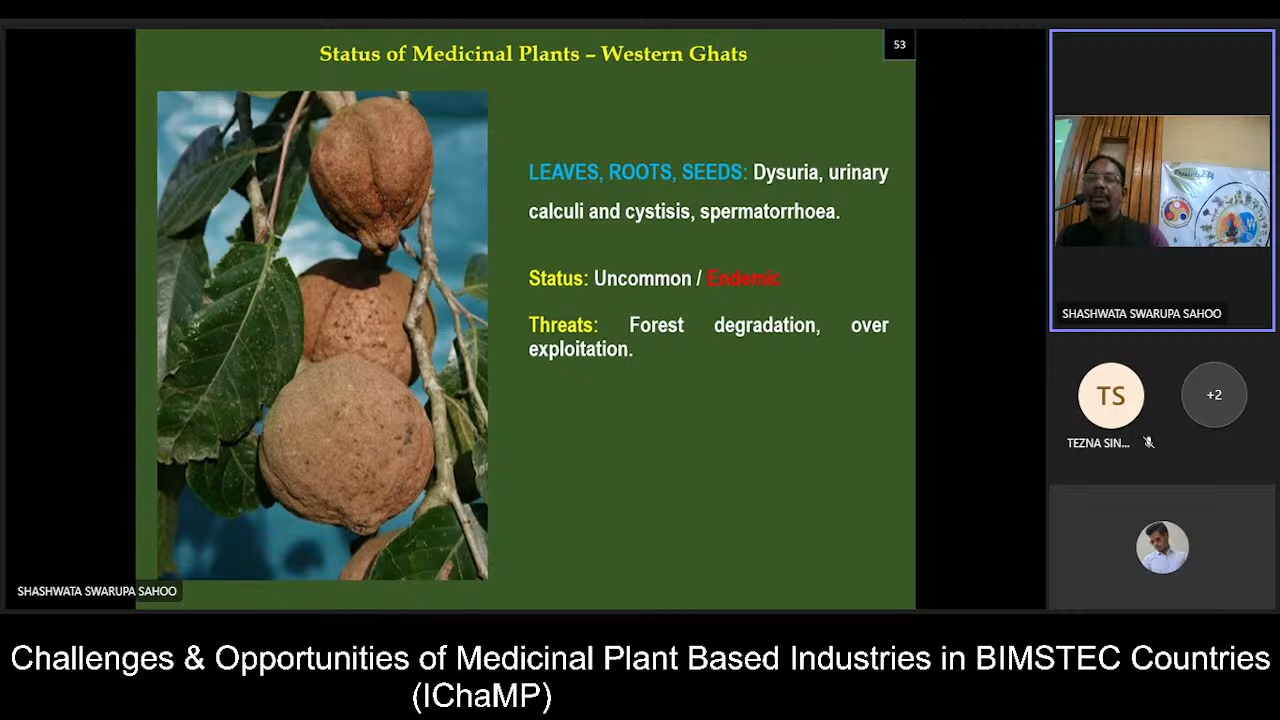 Status of Medicinal Plants – Western Ghats
53
LEAVES, ROOTS, SEEDS: Dysuria, urinary
calculi and cystisis, spermatorrhoea.
Status: Uncommon / Endemic
Threats: Forest degradation, over
exploitation.
SHASHWATA SWARUPA SAHOO
Presented by
SHASHWATA SWARUPA SAHOO
TS
+2
TEZNA SIN...
Challenges & Opportunities of Medicinal Plant Based Industries in BIMSTEC Countries
(IChaMP)